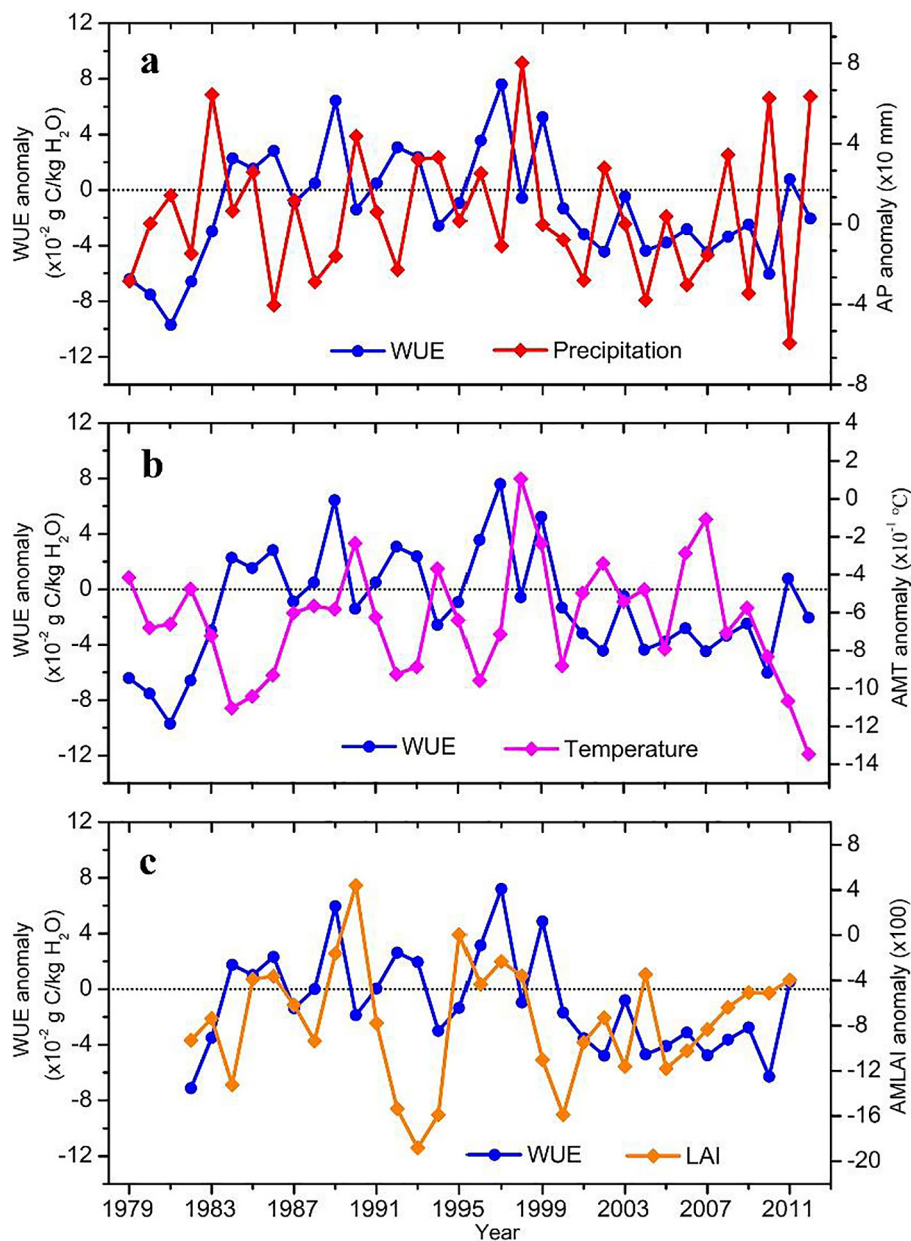 a
WUE anomaly
(x10⁻² g C/kg H₂O)
12
8
4
0
-4
-8
-12
8
4
0
-4
-8
AP anomaly (x10 mm)
WUE
Precipitation
b
WUE anomaly
(x10⁻² g C/kg H₂O)
12
8
4
0
-4
-8
-12
4
2
0
-2
-4
-6
-8
-10
-12
-14
AMT anomaly (x10⁻¹ °C)
WUE
Temperature
c
WUE anomaly
(x10⁻² g C/kg H₂O)
12
8
4
0
-4
-8
-12
8
4
0
-4
-8
-12
-16
-20
AMLAI anomaly (x100)
WUE
LAI
1979 1983 1987 1991 1995 1999 2003 2007 2011
Year